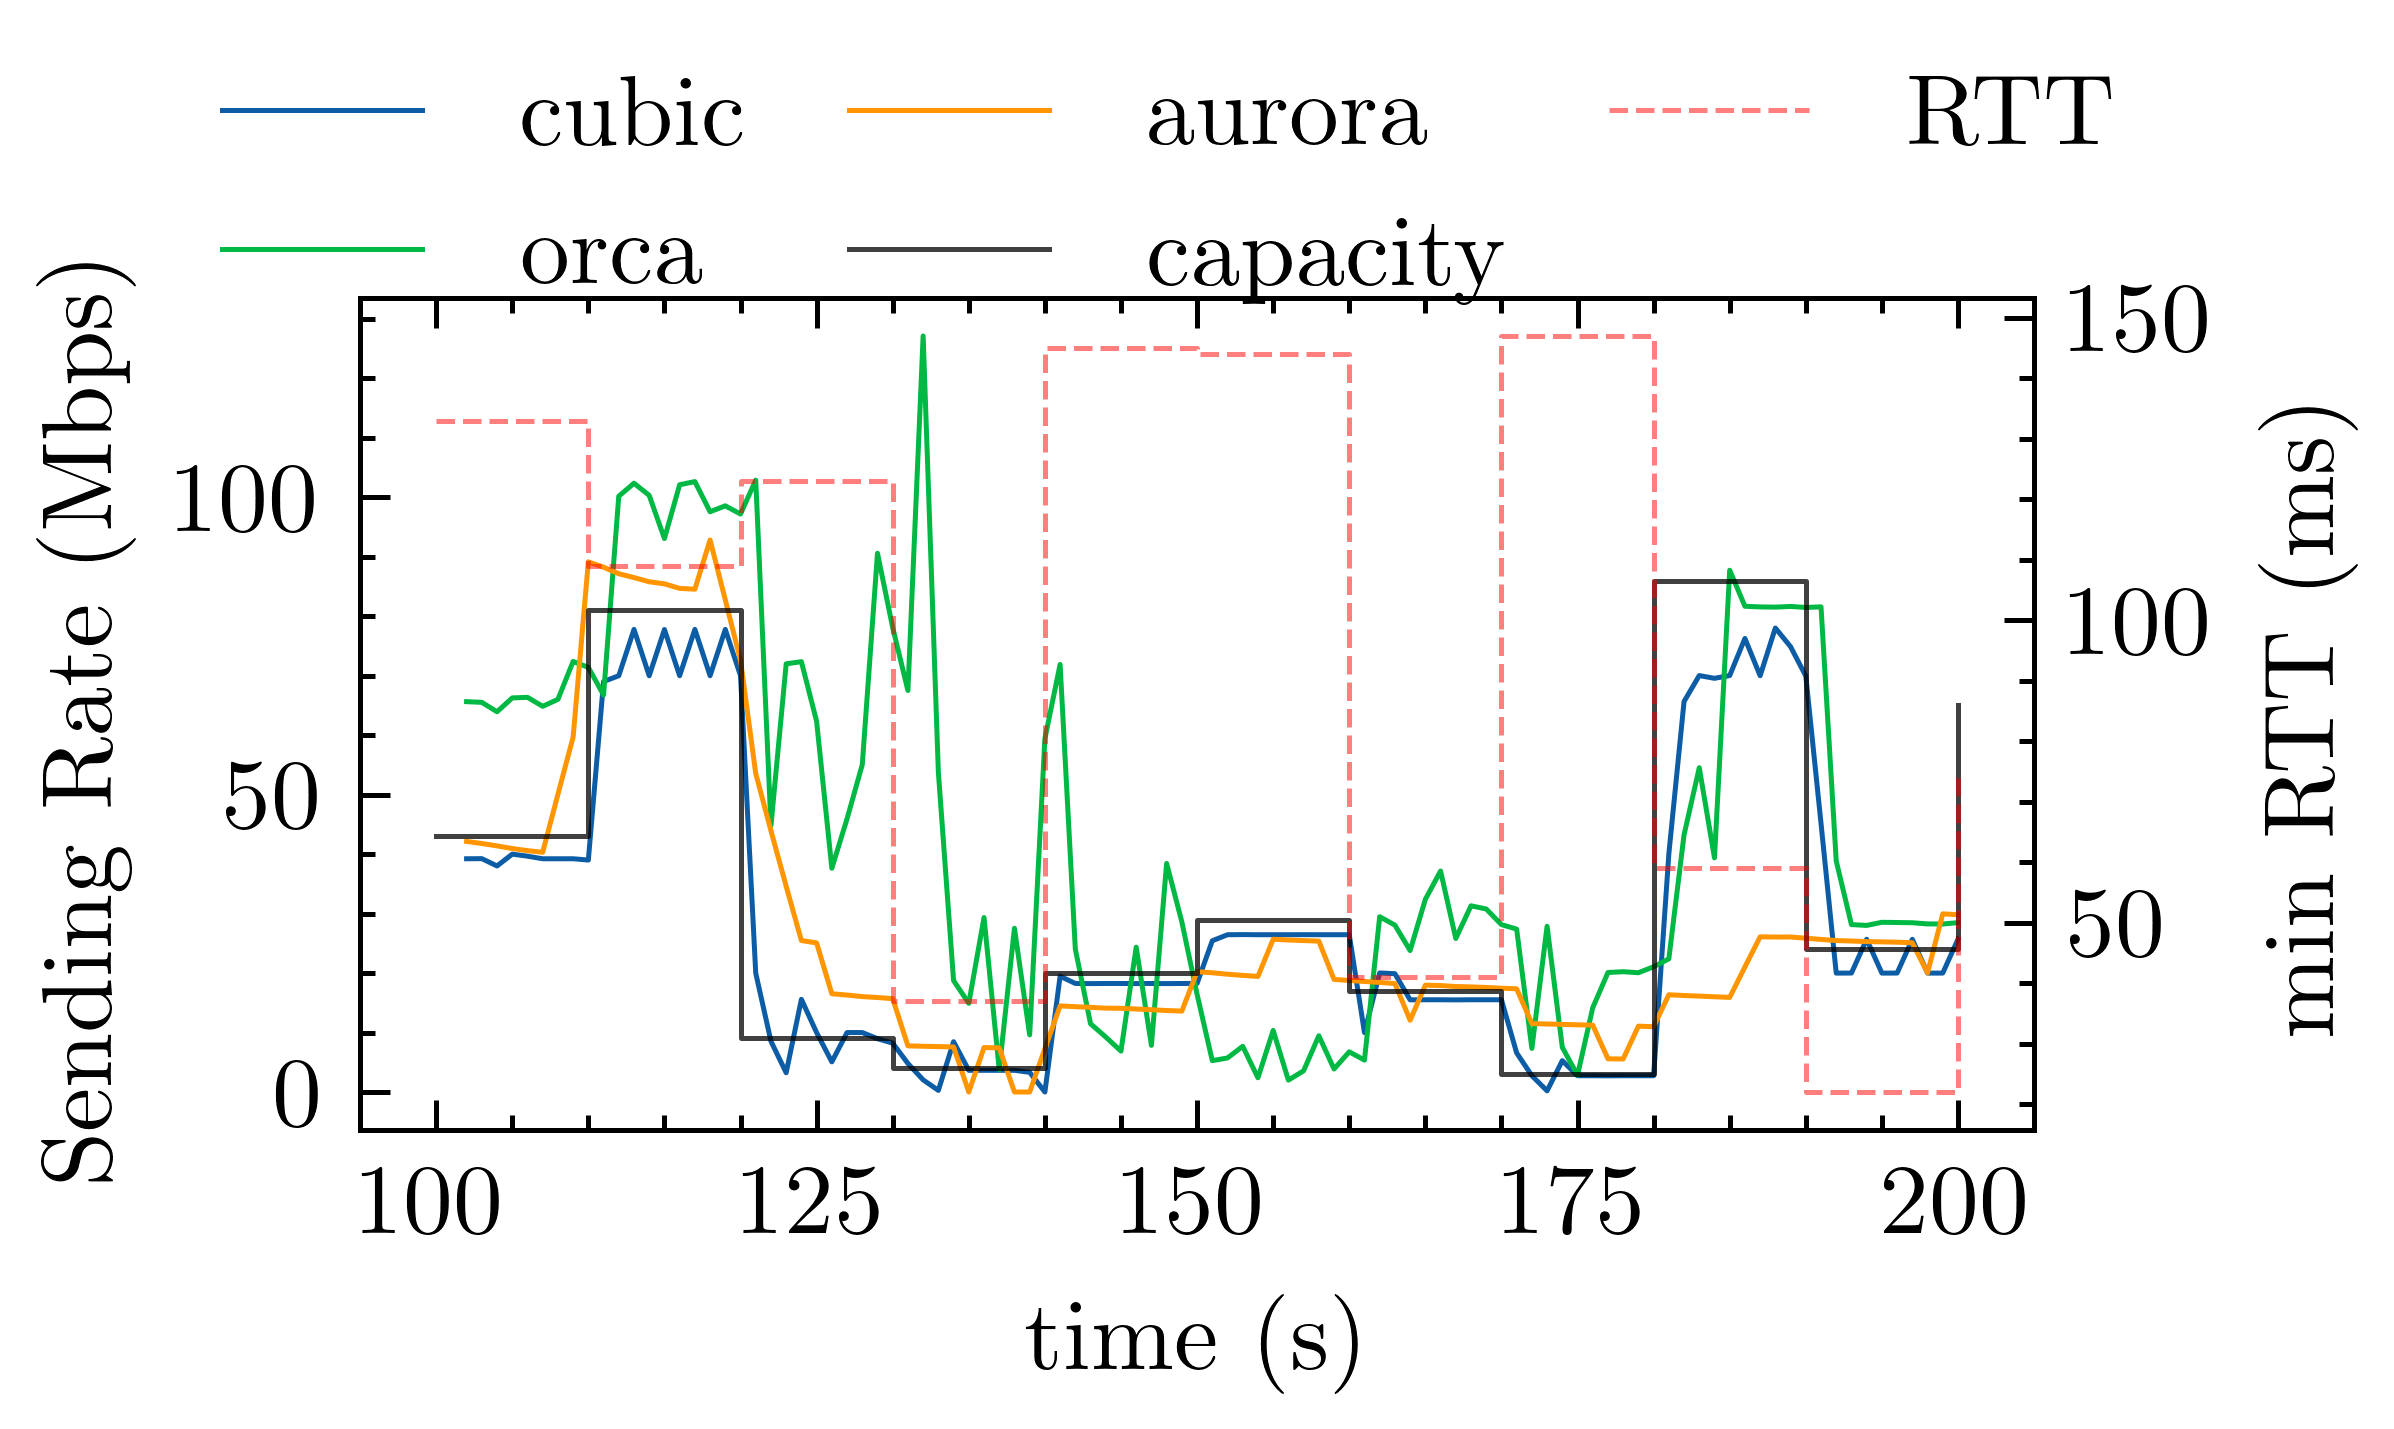 cubic
aurora
RTT
orca
capacity
Sending Rate (Mbps)
100
50
0
150
100
50
min RTT (ms)
100
125
150
175
200
time (s)